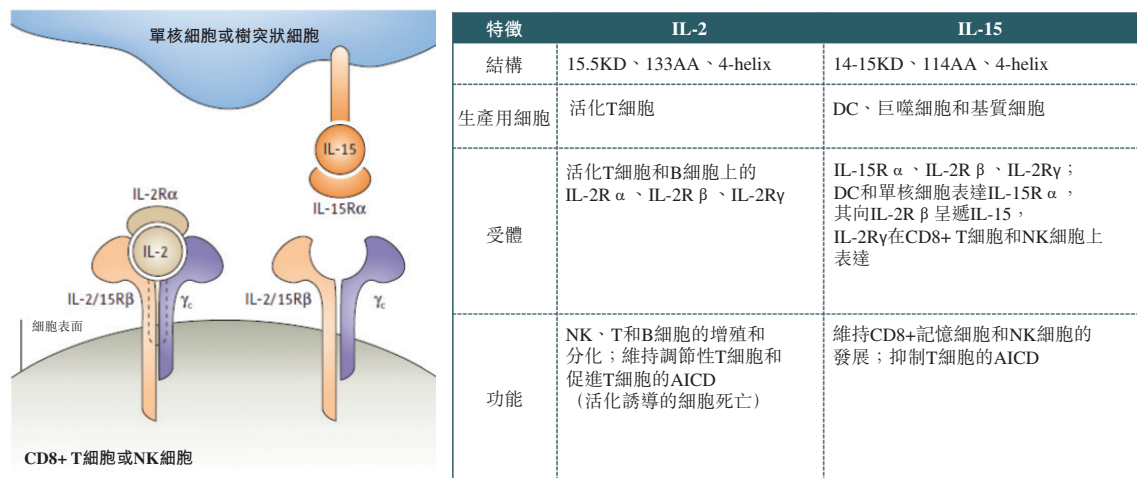 單核細胞或樹突狀細胞
IL-15
IL-15Rα
IL-2Rα
IL-2
IL-2/15Rβ
γc
IL-2/15Rβ
γc
細胞表面
CD8+ T細胞或NK細胞
特徵 IL-2 IL-15
結構 15.5KD、133AA、4-helix 14-15KD、114AA、4-helix
生產用細胞 活化T細胞 DC、巨噬細胞和基質細胞
受體
活化T細胞和B細胞上的
IL-2R α、IL-2R β、IL-2Rγ
IL-15R α、IL-2R β、IL-2Rγ；
DC和單核細胞表達IL-15R α，
其向IL-2R β 呈遞IL-15，
IL-2Rγ在CD8+ T細胞和NK細胞上
表達
功能
NK、T和B細胞的增殖和
分化；維持調節性T細胞和
促進T細胞的AICD
（活化誘導的細胞死亡）
維持CD8+記憶細胞和NK細胞的
發展；抑制T細胞的AICD